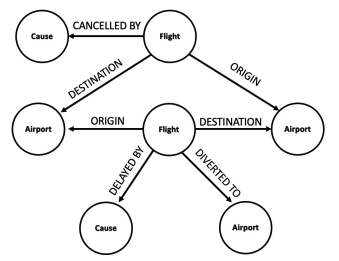 CANCELLED BY
Cause
Flight
DESTINATION
ORIGIN
Airport
ORIGIN
Flight
DESTINATION
Airport
DELAYED BY
DIVERTED TO
Cause
Airport